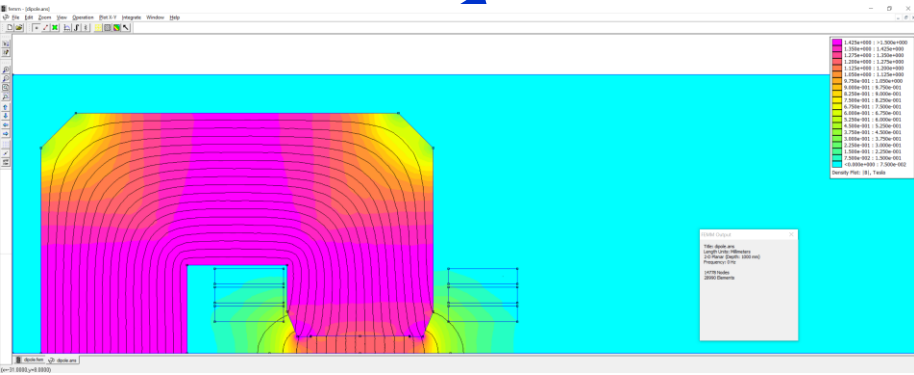 femm - [dipole.ans]
File Edit Zoom View Operation Plot X-Y Integrate Window Help
1.425e+000 : >1.500e+000
1.350e+000 : 1.425e+000
1.275e+000 : 1.350e+000
1.200e+000 : 1.275e+000
1.125e+000 : 1.200e+000
1.050e+000 : 1.125e+000
9.750e-001 : 1.050e+000
9.000e-001 : 9.750e-001
8.250e-001 : 9.000e-001
7.500e-001 : 8.250e-001
6.750e-001 : 7.500e-001
6.000e-001 : 6.750e-001
5.250e-001 : 6.000e-001
4.500e-001 : 5.250e-001
3.750e-001 : 4.500e-001
3.000e-001 : 3.750e-001
2.250e-001 : 3.000e-001
1.500e-001 : 2.250e-001
7.500e-002 : 1.500e-001
<0.000e+000 : 7.500e-002
Density Plot: |B|, Tesla
FEMM Output
Title: dipole.ans
Length Units: Millimeters
2-D Planar (Depth: 1000 mm)
Frequency: 0 Hz
Nodes
Elements
dipole.fem dipole.ans